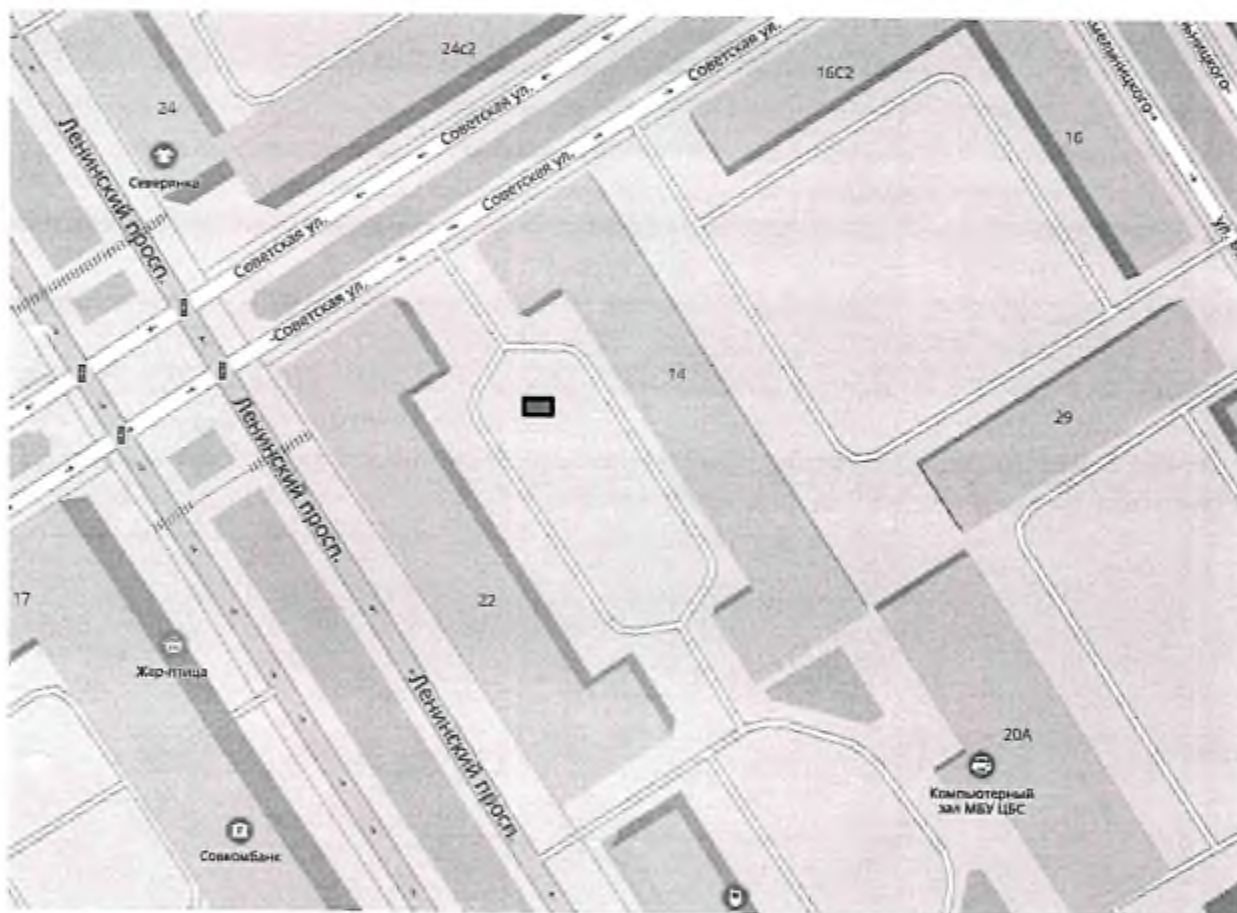 24с2
Советская ул.
Советская ул.
16С2
24
Советская ул.
16
Ленинский просп.
Северянка
Советская ул.
Советская ул.
Советская ул.
14
29
Ленинский просп.
17
22
Жар-птица
Ленинский просп.
20А
Компьютерный
зал МБУ ЦБС
Совкомбанк